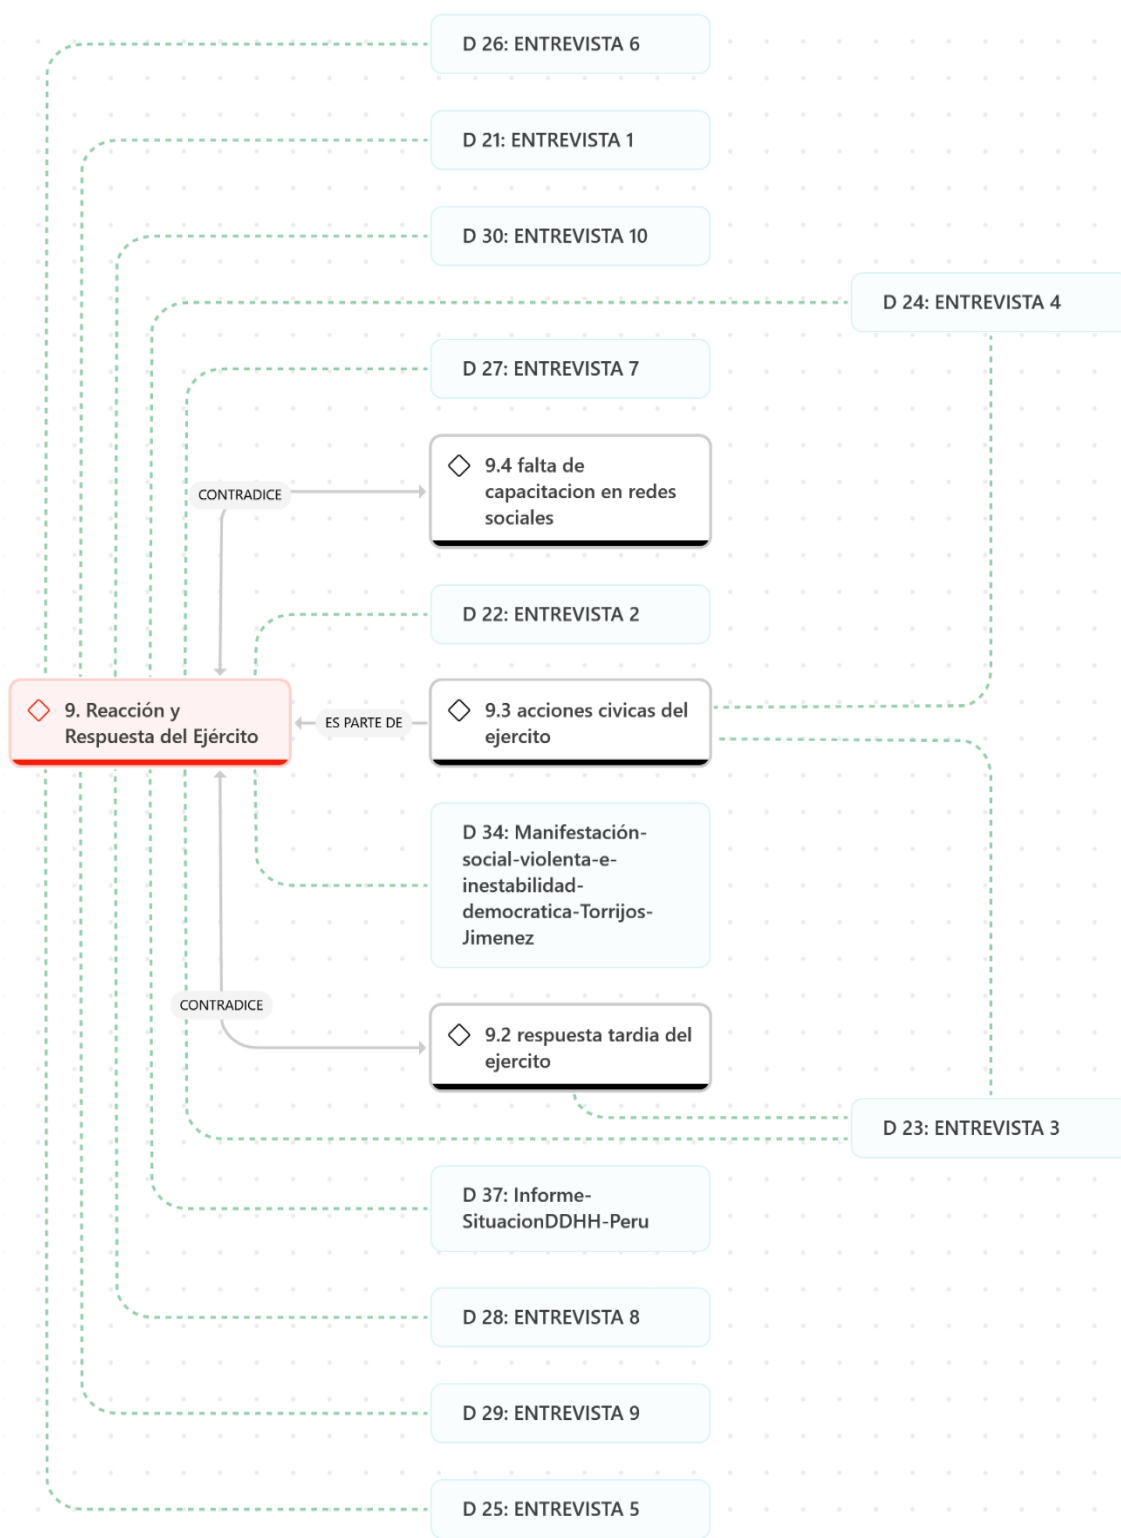 D 26: ENTREVISTA 6
D 21: ENTREVISTA 1
D 30: ENTREVISTA 10
D 24: ENTREVISTA 4
D 27: ENTREVISTA 7
9.4 falta de
capacitacion en redes
sociales
CONTRADICE
D 22: ENTREVISTA 2
9. Reacción y
Respuesta del Ejército
ES PARTE DE
9.3 acciones civicas del
ejercito
D 34: Manifestación-
social-violenta-e-
inestabilidad-
democratica-Torrijos-
Jimenez
CONTRADICE
9.2 respuesta tardia del
ejercito
D 23: ENTREVISTA 3
D 37: Informe-
SituacionDDHH-Peru
D 28: ENTREVISTA 8
D 29: ENTREVISTA 9
D 25: ENTREVISTA 5